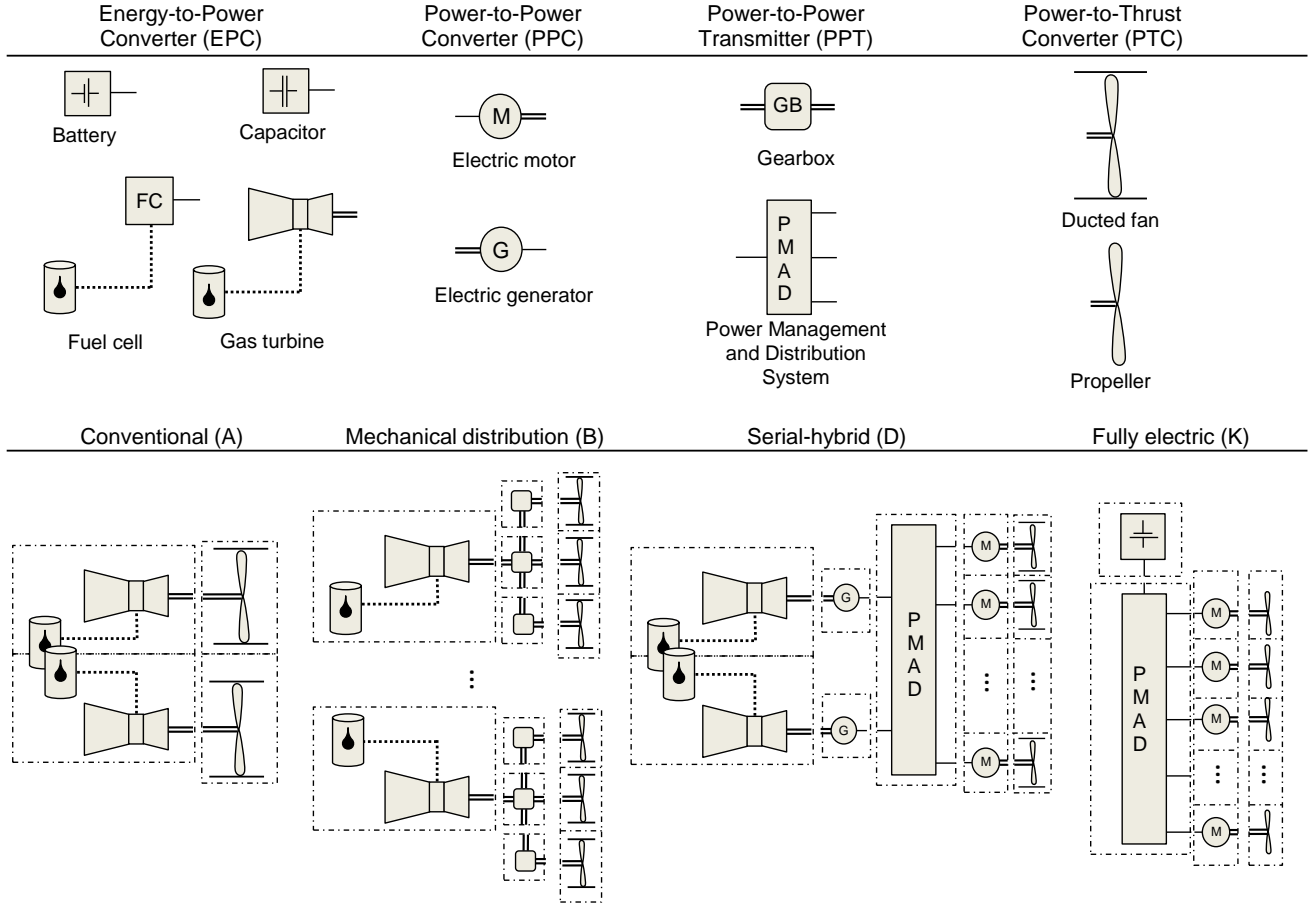 Energy-to-Power
Converter (EPC)
Power-to-Power
Converter (PPC)
Power-to-Power
Transmitter (PPT)
Power-to-Thrust
Converter (PTC)
Battery
Capacitor
M
Electric motor
GB
Gearbox
FC
Fuel cell
Gas turbine
G
Electric generator
P
M
A
D
Power Management
and Distribution
System
Ducted fan
Propeller
Conventional (A)
Mechanical distribution (B)
Serial-hybrid (D)
Fully electric (K)
...
G
G
P
M
A
D
M
M
...
...
M
P
M
A
D
M
M
M
...
...
M